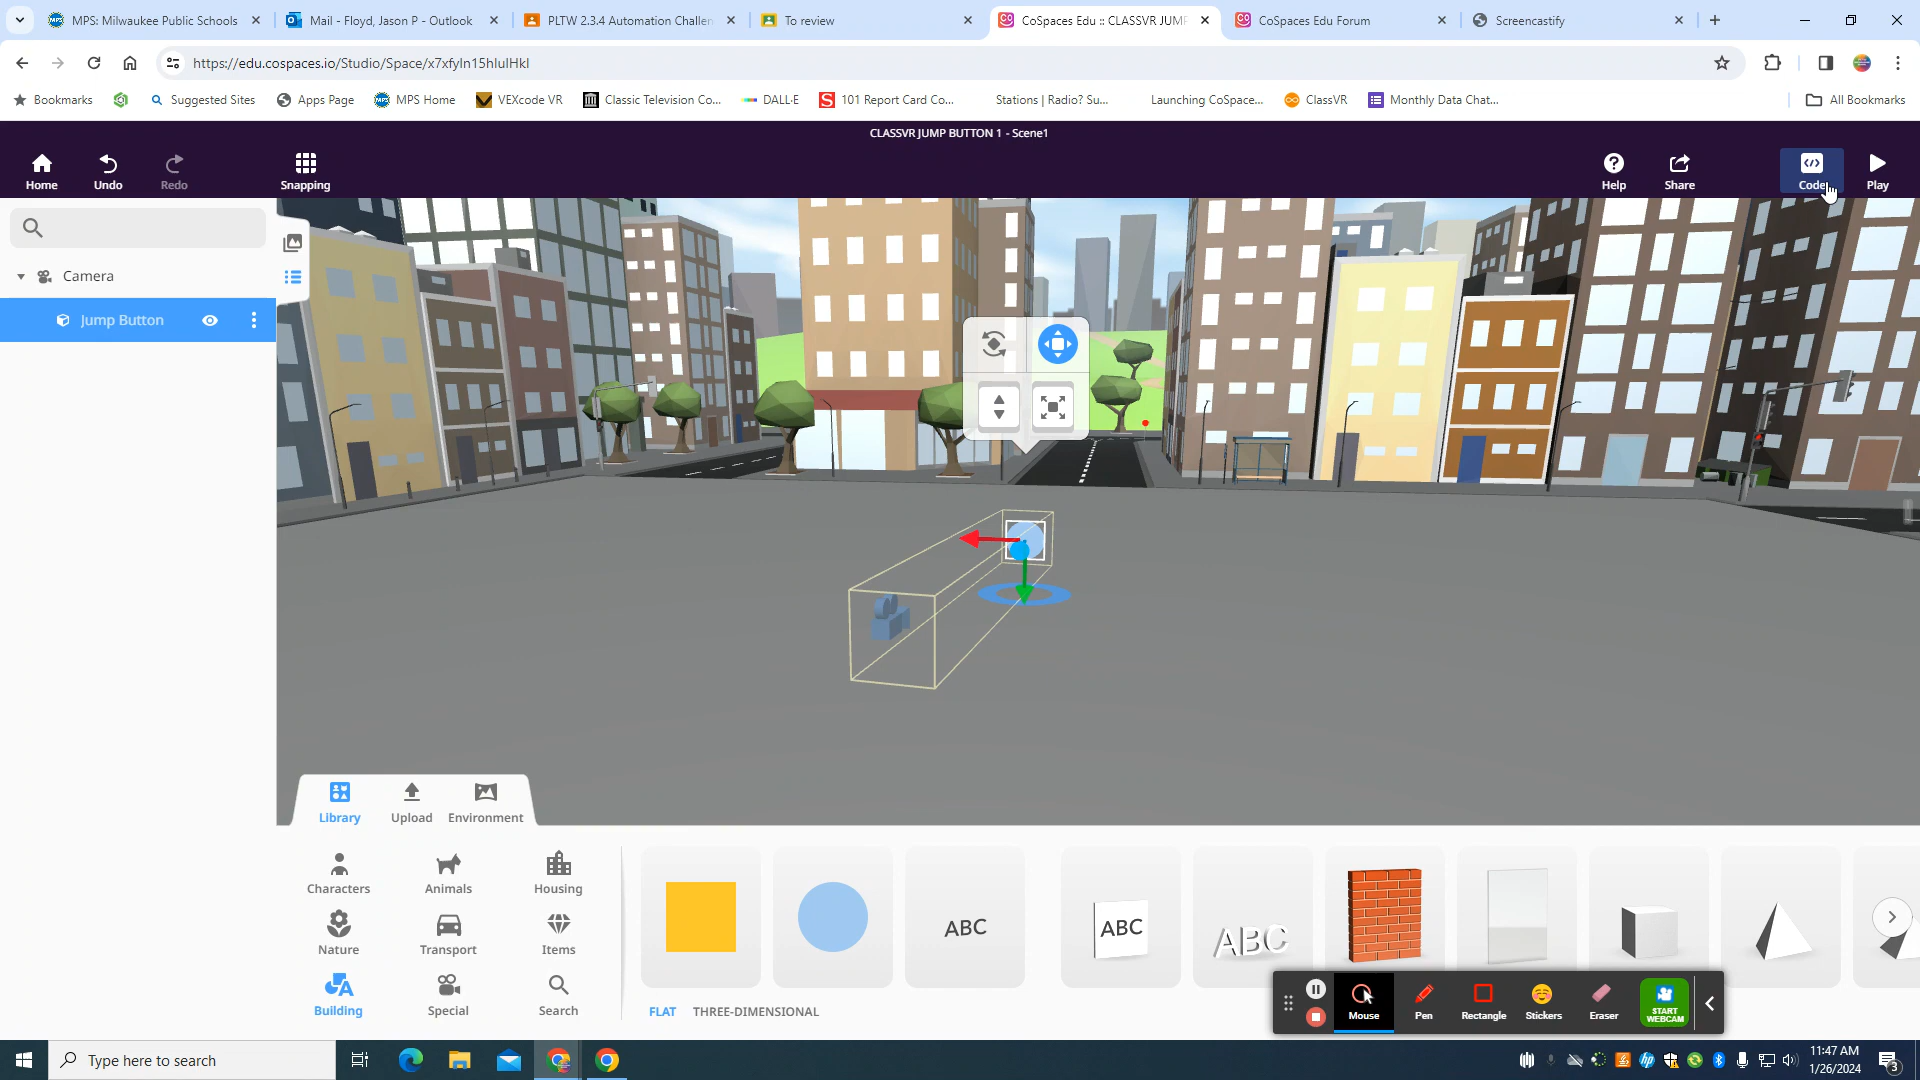 MPS: Milwaukee Public Schools
Mail - Floyd, Jason P - Outlook
PLTW 2.3.4 Automation Challen
To review
CoSpaces Edu :: CLASSVR JUMP
CoSpaces Edu Forum
Screencastify
https://edu.cospaces.io/Studio/Space/x7xfyIn15hlulHkl
Bookmarks
Suggested Sites
Apps Page
MPS Home
VEXcode VR
Classic Television Co...
DALL·E
101 Report Card Co...
Stations | Radio? Su...
Launching CoSpace...
ClassVR
Monthly Data Chat...
All Bookmarks
CLASSVR JUMP BUTTON 1 - Scene1
Home
Undo
Redo
Snapping
Help
Share
Code
Play
Camera
Jump Button
Library
Upload
Environment
Characters
Animals
Housing
Nature
Transport
Items
Building
Special
Search
ABC
ABC
ABC
FLAT
THREE-DIMENSIONAL
Mouse
Pen
Rectangle
Stickers
Eraser
START
WEBCAM
Type here to search
11:47 AM
1/26/2024
3